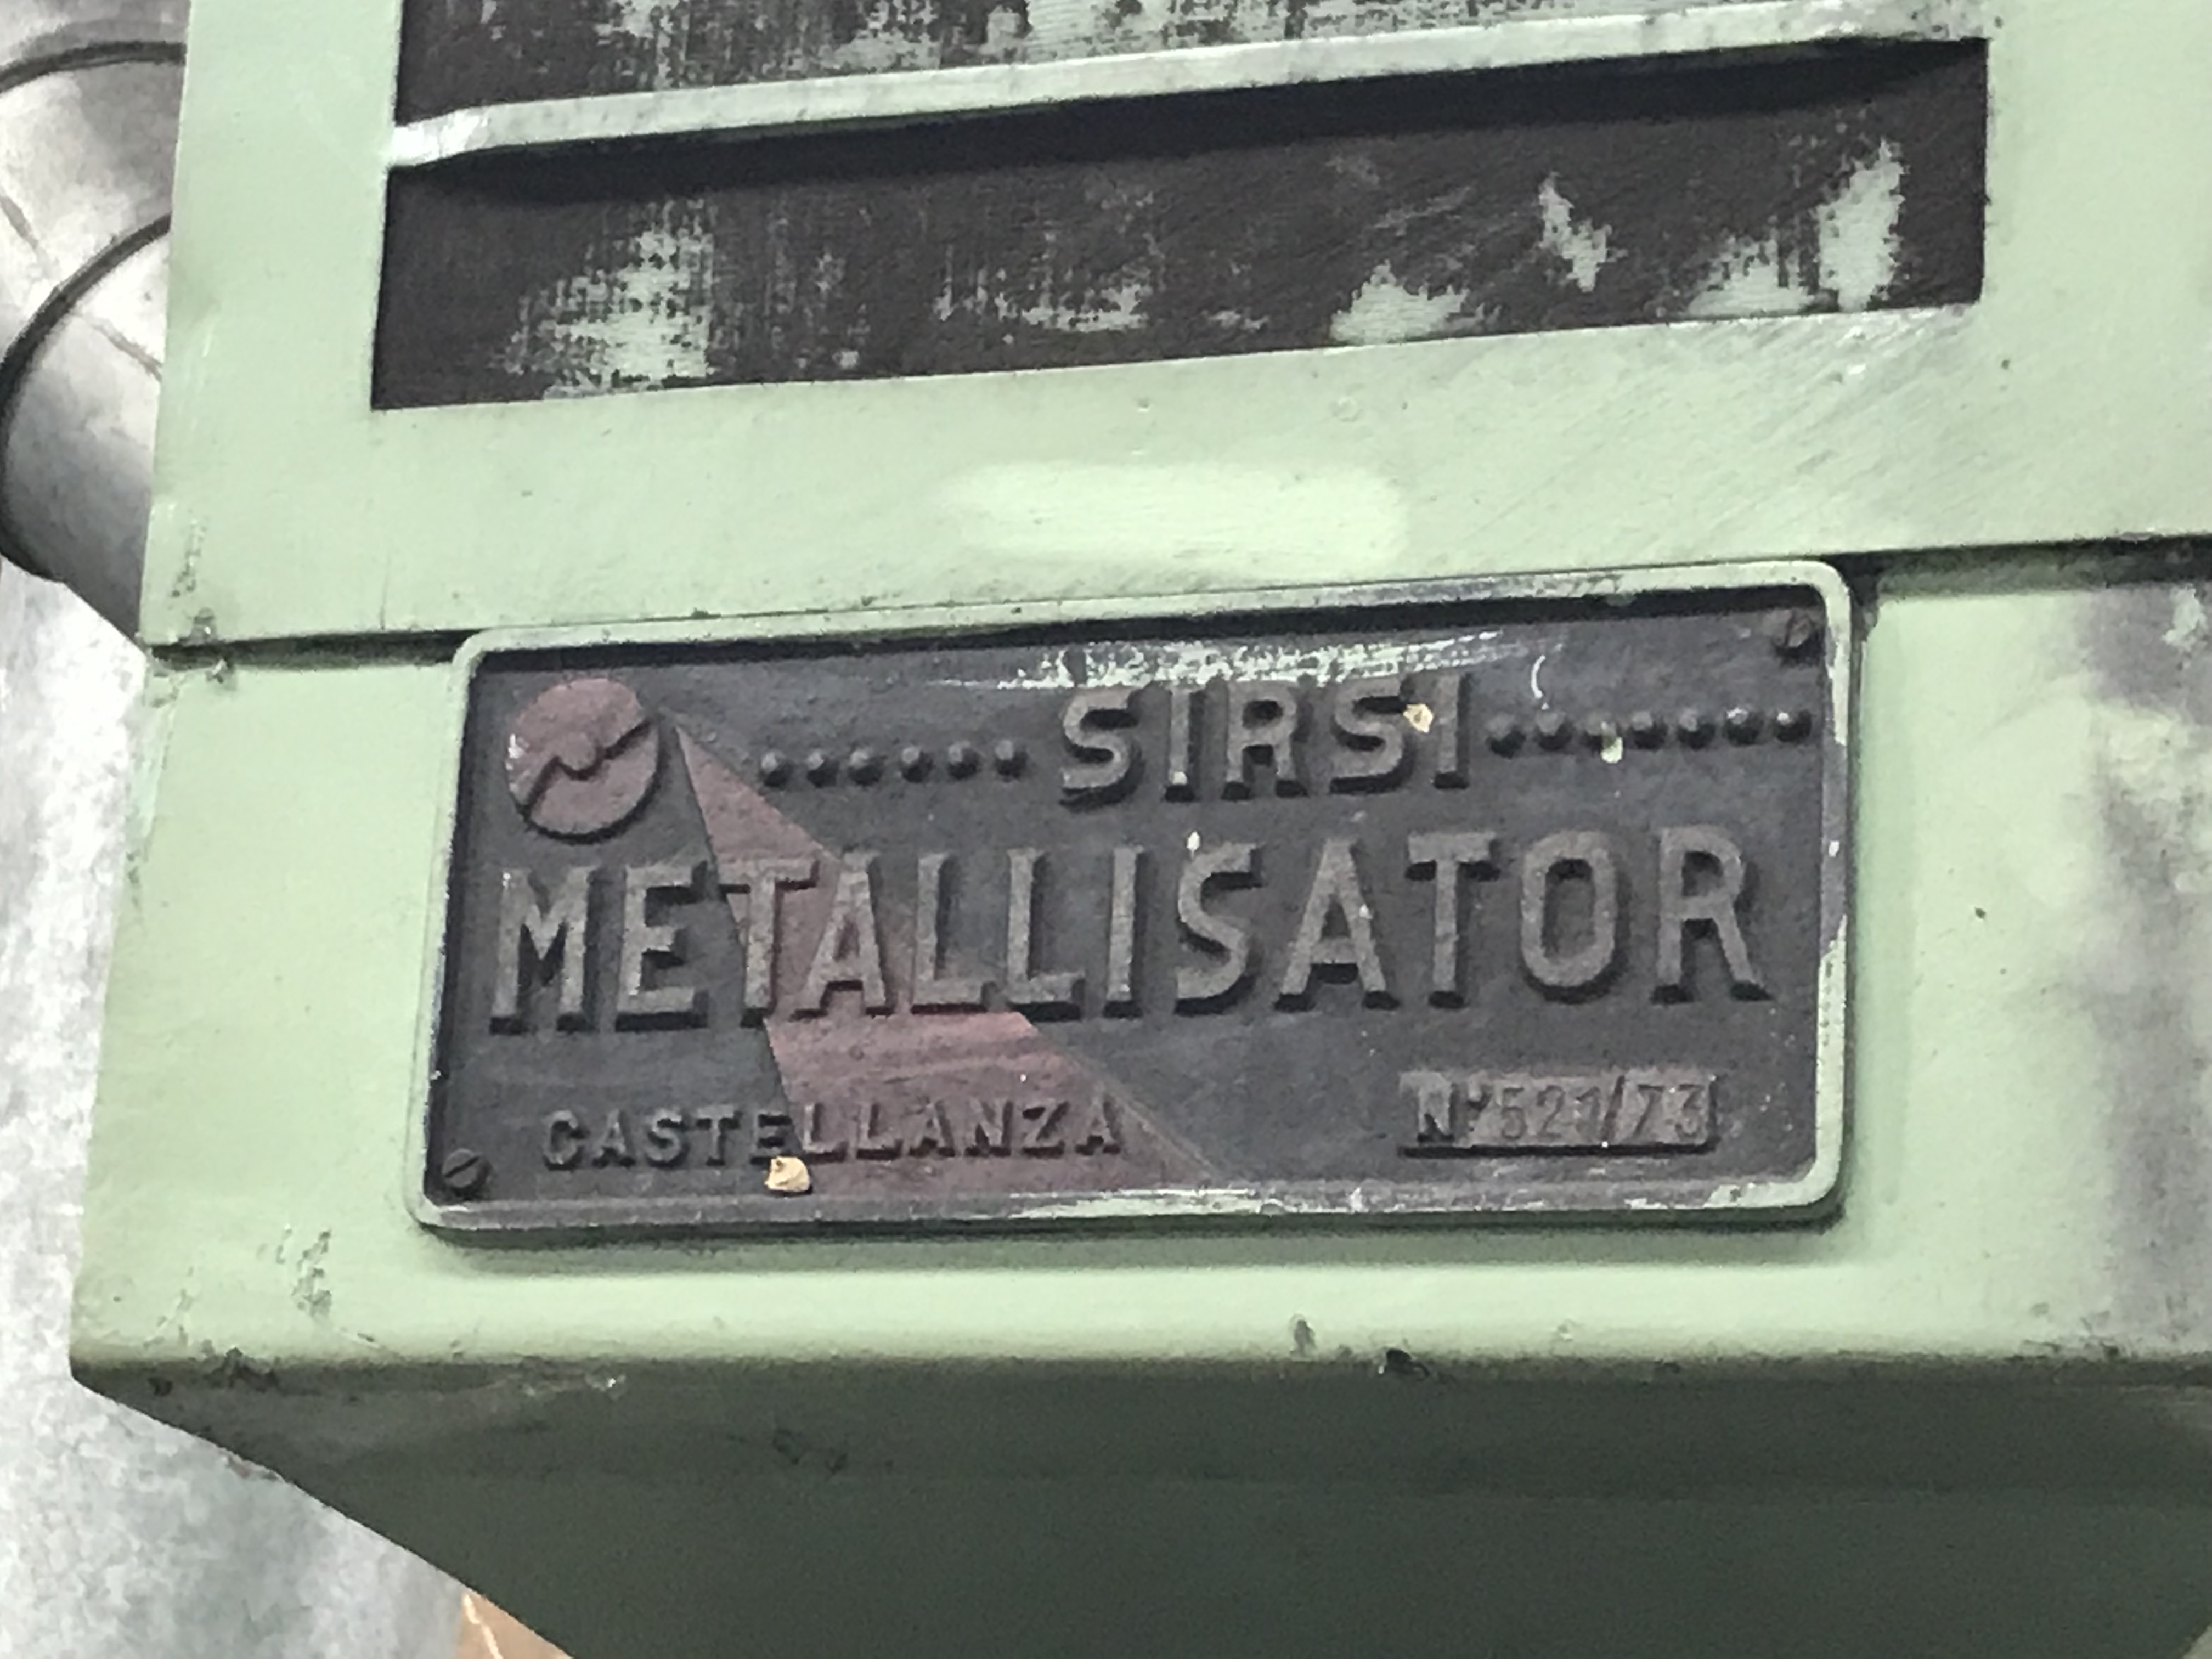 SIRSI
METALLISATOR
CASTELLANZA
N° 521/73